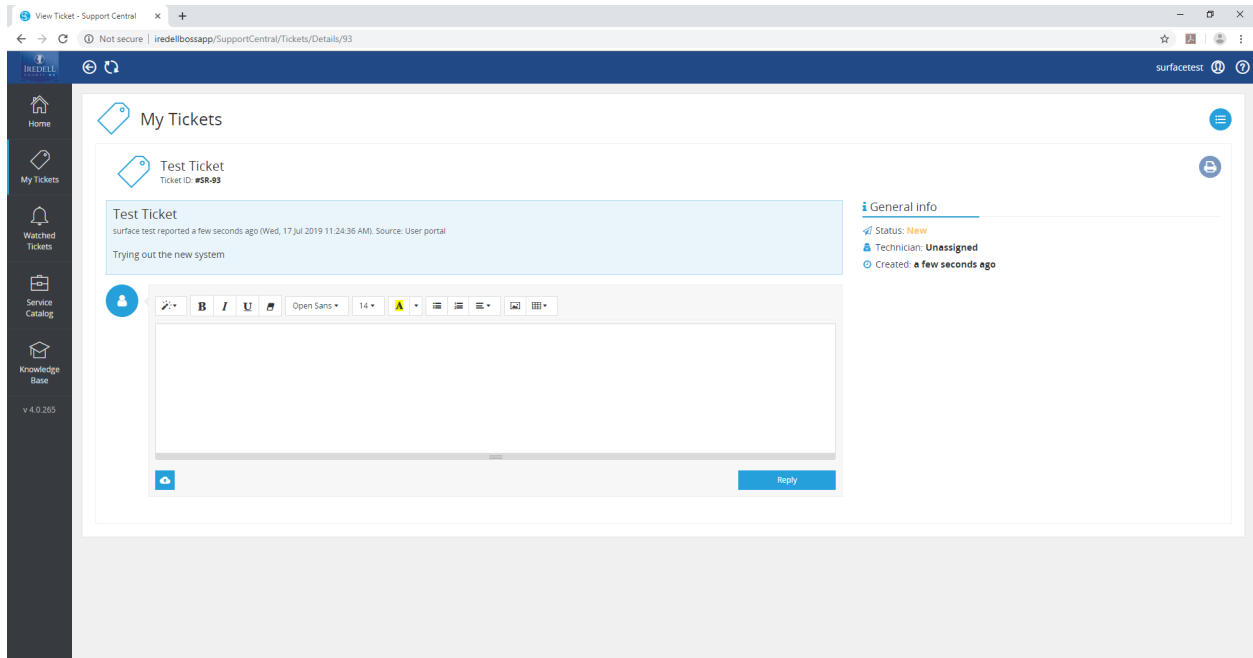 View Ticket - Support Central
Not secure | iredellbossapp/SupportCentral/Tickets/Details/93
IREDELL
surfacetest
Home
My Tickets
Watched
Tickets
Service
Catalog
Knowledge
Base
v 4.0.265
My Tickets
Test Ticket
Ticket ID: #SR-93
Test Ticket
surface test reported a few seconds ago (Wed, 17 Jul 2019 11:24:36 AM). Source: User portal
Trying out the new system
B I U Open Sans 14 A
Reply
General info
Status: New
Technician: Unassigned
Created: a few seconds ago